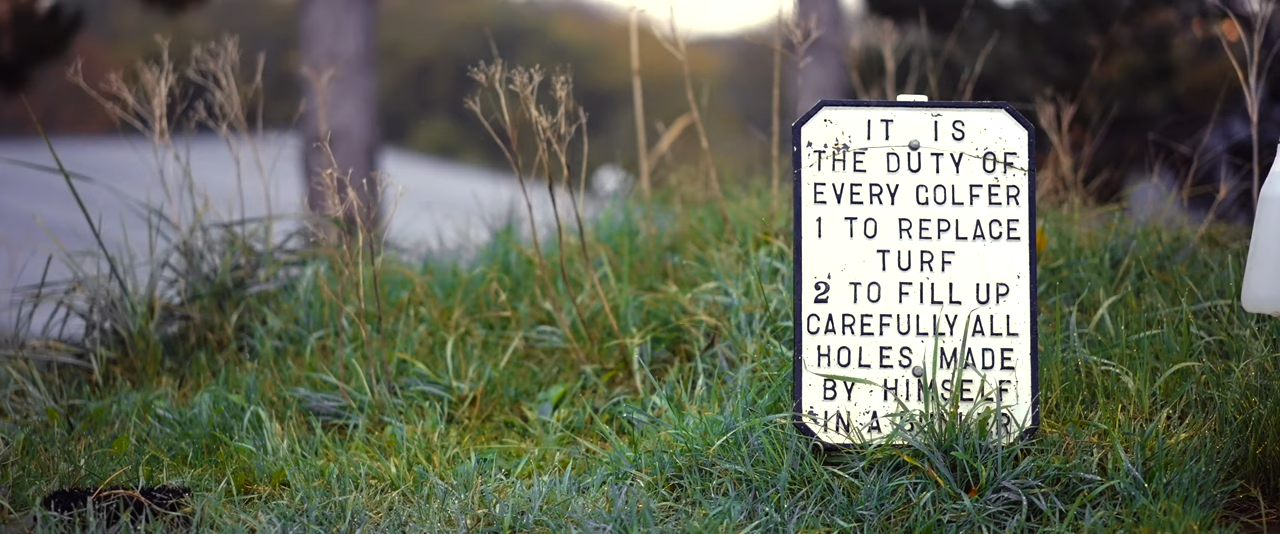 IT IS
THE DUTY OF
EVERY GOLFER
1 TO REPLACE
TURF
2 TO FILL UP
CAREFULLY ALL
HOLES MADE
BY HIMSELF
IN A